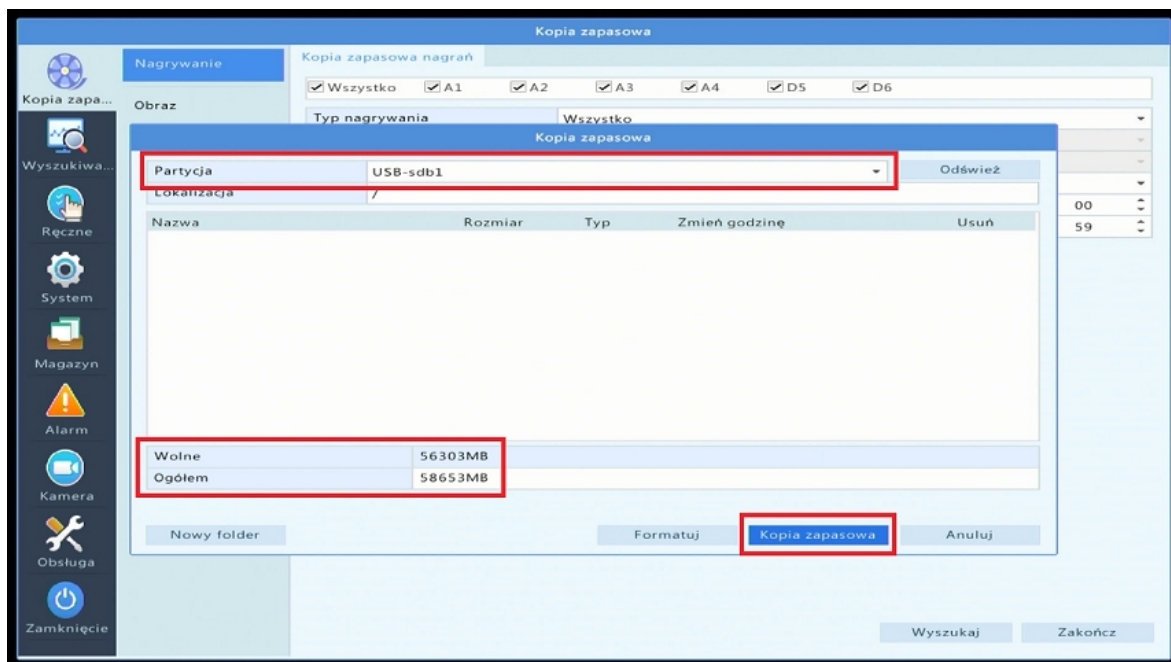 Kopia zapasowa
Kopia zapa...
Wyszukiwa...
Ręczne
System
Magazyn
Alarm
Kamera
Obsługa
Zamknięcie
Nagrywanie
Obraz
Kopia zapasowa nagrań
Wszystko A1 A2 A3 A4 D5 D6
Typ nagrywania Wszystko
00
59
Kopia zapasowa
Partycja USB-sdb1 Odśwież
Lokalizacja /
Nazwa Rozmiar Typ Zmień godzinę Usuń
Wolne 56303MB
Ogółem 58653MB
Nowy folder Formatuj Kopia zapasowa Anuluj
Wyszukaj Zakończ